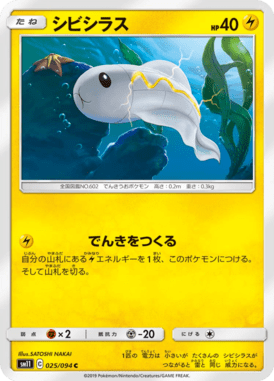 たね シビシラス HP40
全国図鑑NO.602 でんきうおポケモン 高さ:0.2m 重さ:0.3kg
でんきをつくる
自分の山札にあるエネルギーを1枚、このポケモンにつける。
そして山札を切る。
弱点 ×2 抵抗力 -20 にげる
Illus.SATOSHI NAKAI
1匹の 電力は 小さいが たくさんの シビシラスが
つながると 雷と 同じ 威力になる。
sm11 C 025/094 C
©2019 Pokémon/Nintendo/Creatures/GAME FREAK.